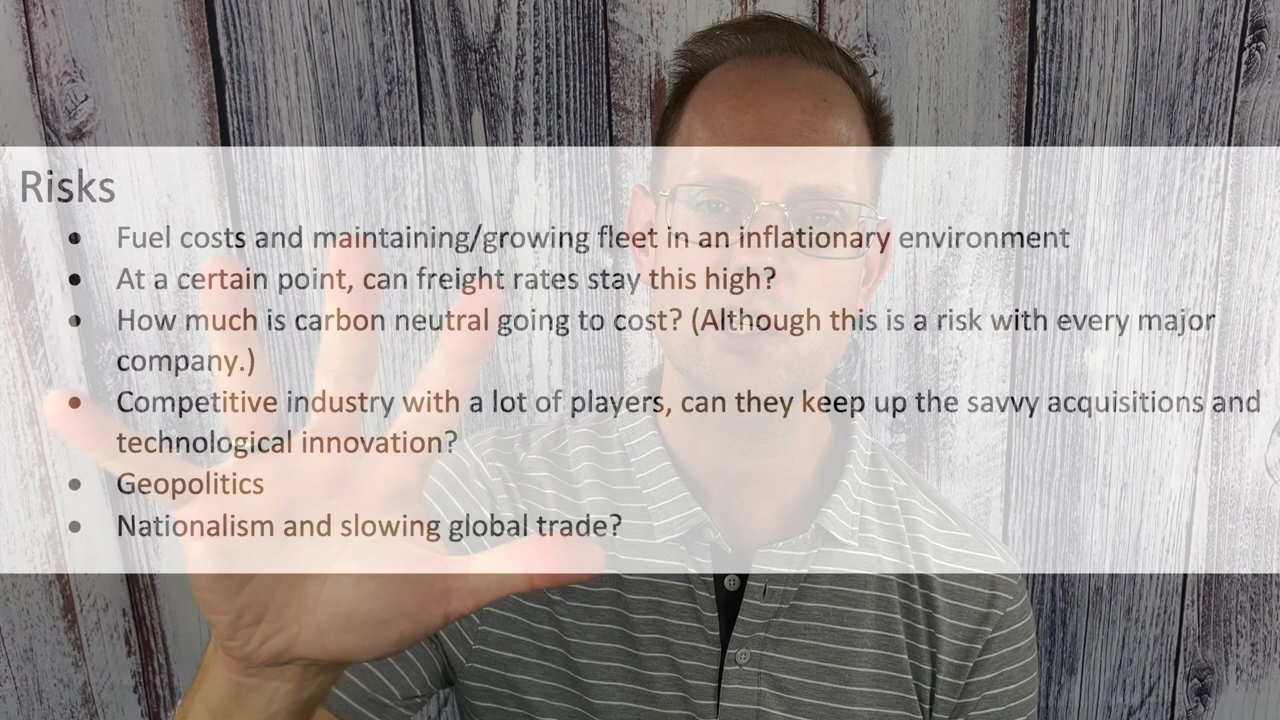 Risks
• Fuel costs and maintaining/growing fleet in an inflationary environment
• At a certain point, can freight rates stay this high?
• How much is carbon neutral going to cost? (Although this is a risk with every major
company.)
• Competitive industry with a lot of players, can they keep up the savvy acquisitions and
technological innovation?
• Geopolitics
• Nationalism and slowing global trade?